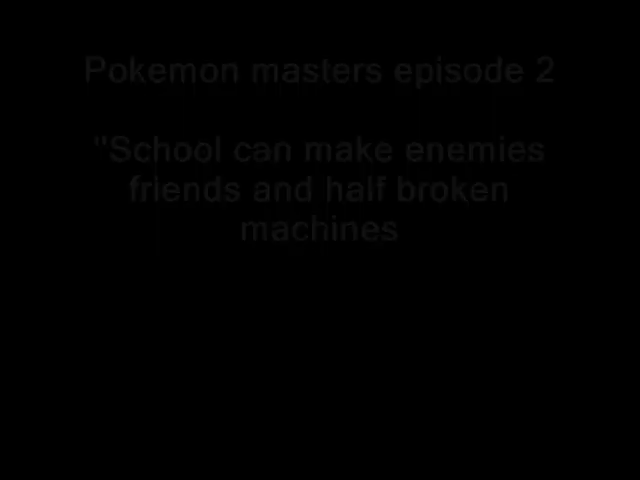 Pokemon masters episode 2
"School can make enemies
friends and half broken
machines